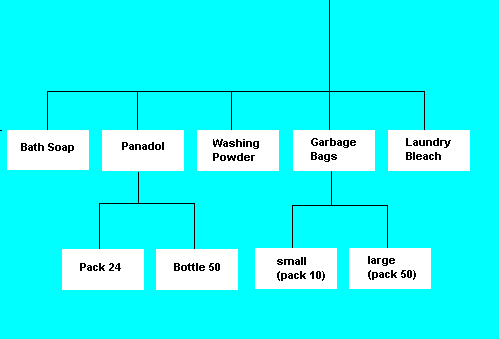 Bath Soap
Panadol
Washing
Powder
Garbage
Bags
Laundry
Bleach
Pack 24
Bottle 50
small
(pack 10)
large
(pack 50)